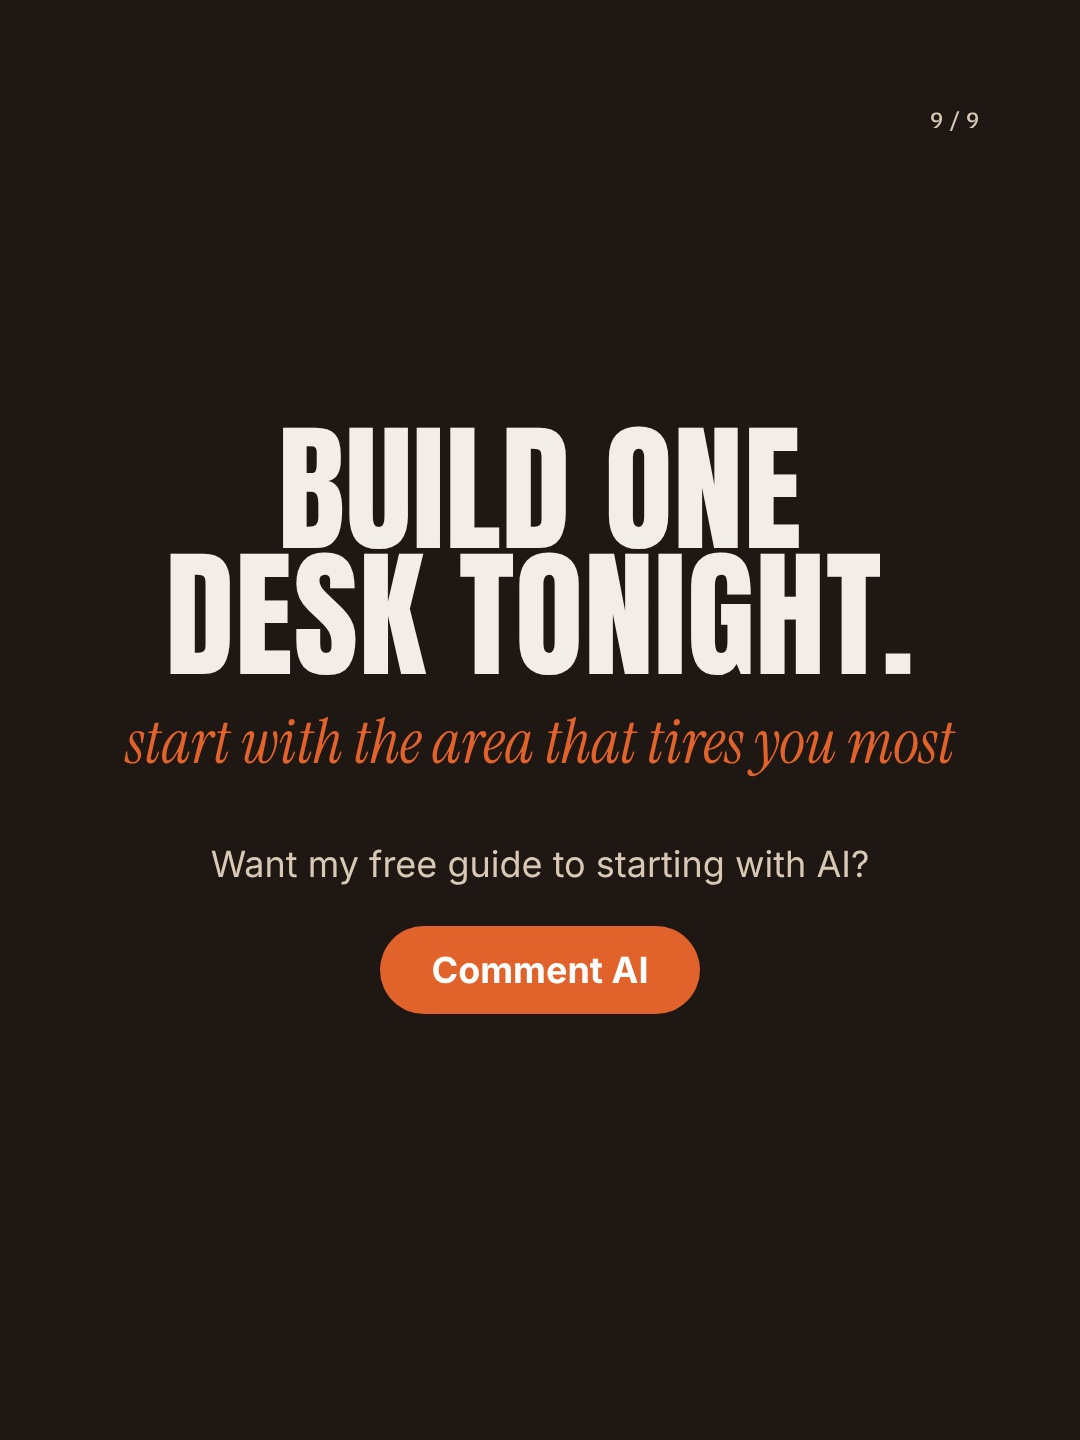 9 / 9
BUILD ONE
DESK TONIGHT.
start with the area that tires you most
Want my free guide to starting with AI?
Comment AI